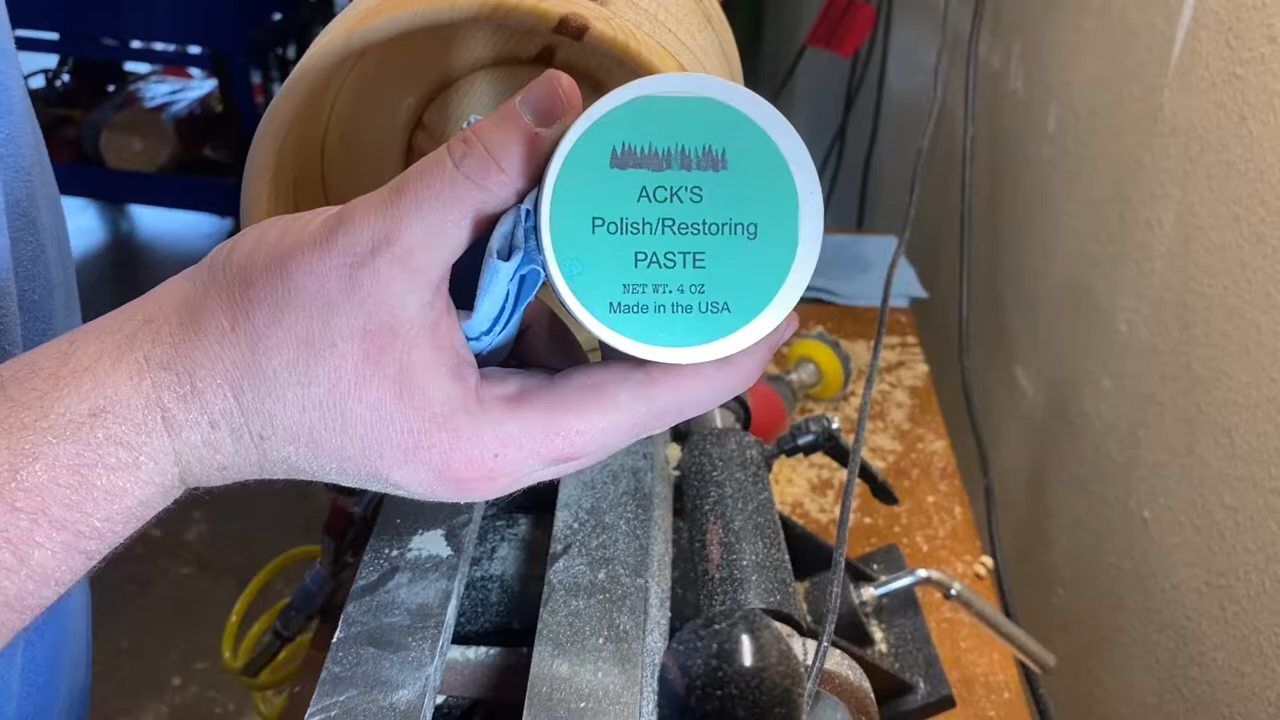 ACK'S
Polish/Restoring
PASTE
NET WT. 4 OZ
Made in the USA